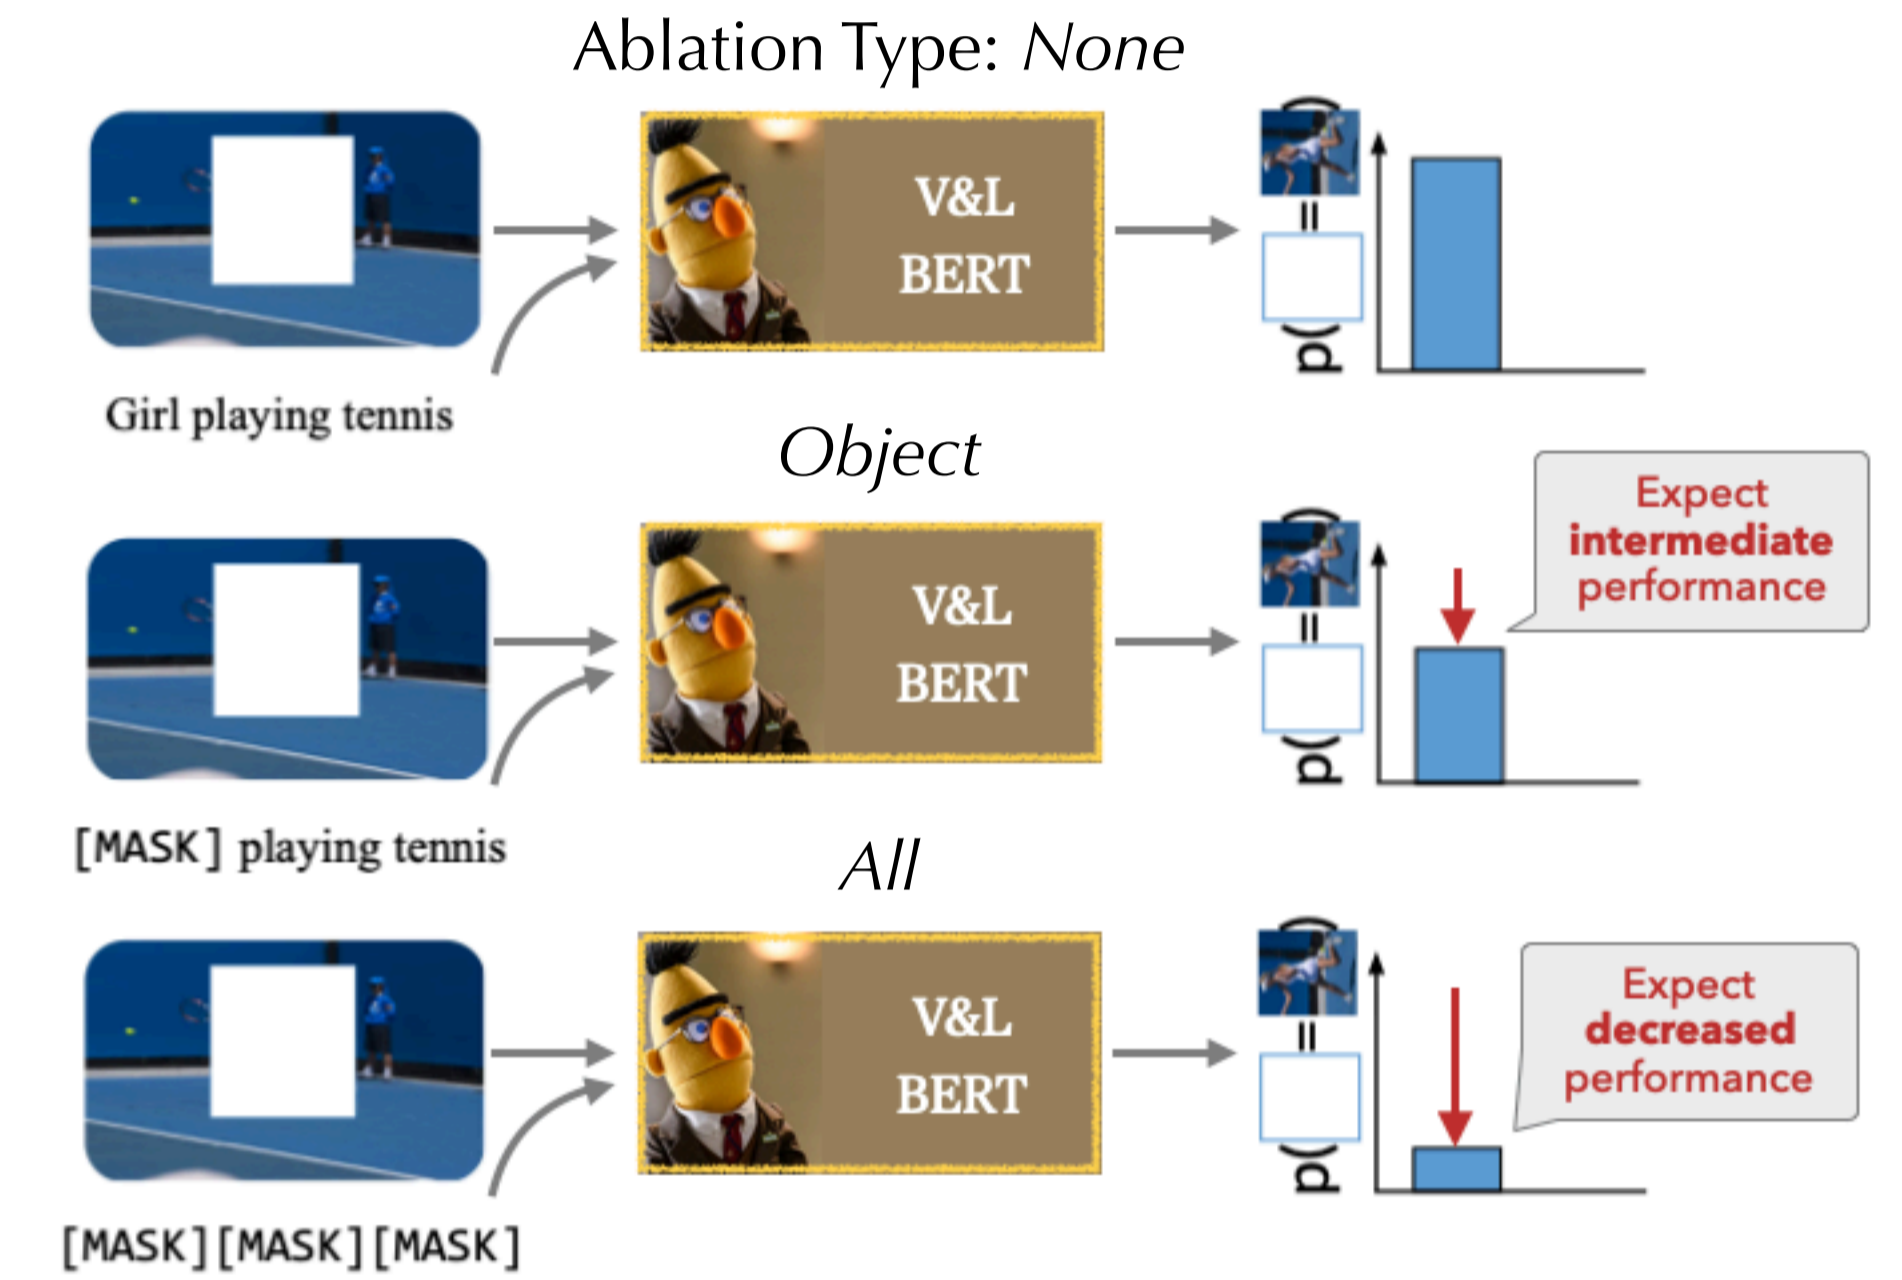 Ablation Type: None
V&L
BERT
p( = )
Girl playing tennis
Object
V&L
BERT
p( = )
Expect
intermediate
performance
[MASK] playing tennis
All
V&L
BERT
p( = )
Expect
decreased
performance
[MASK][MASK][MASK]